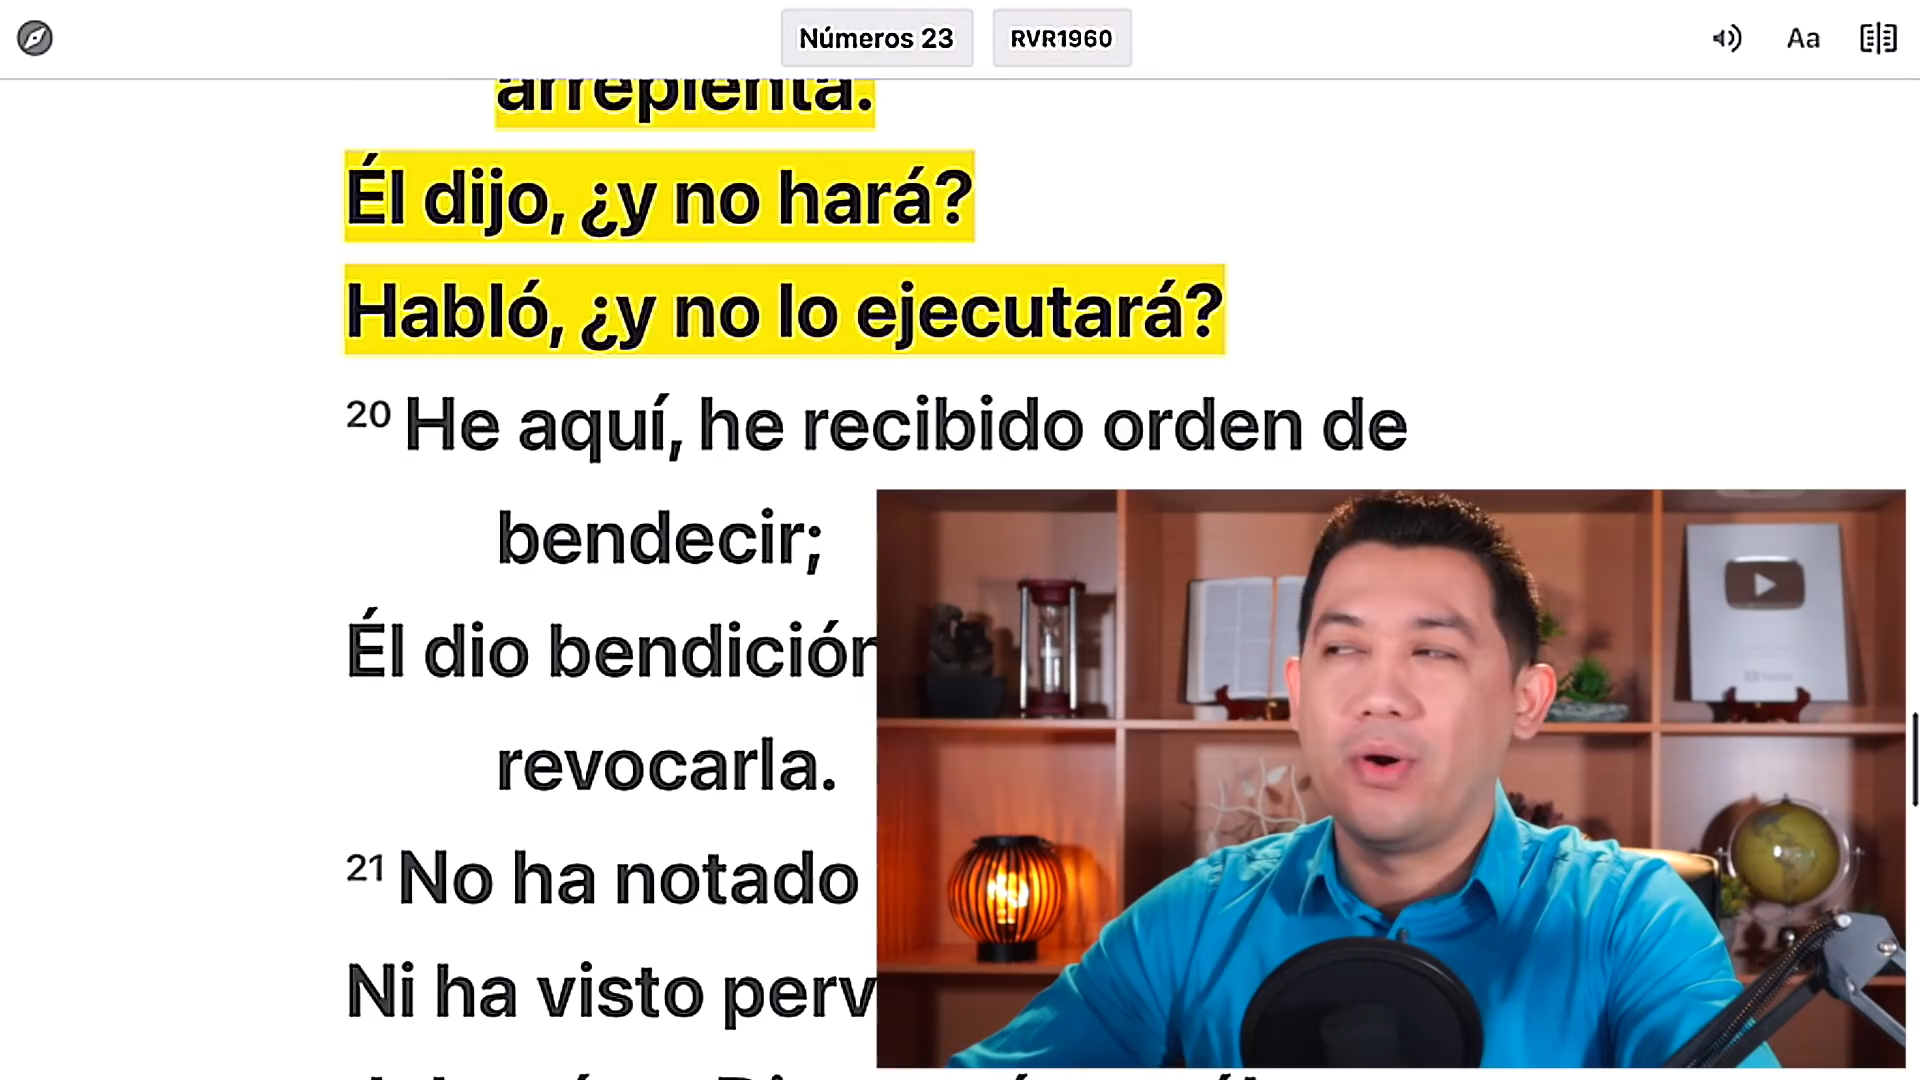 Números 23
RVR1960
Aa
arrepienta.
Él dijo, ¿y no hará?
Habló, ¿y no lo ejecutará?
20 He aquí, he recibido orden de
bendecir;
Él dio bendición
revocarla.
21 No ha notado
Ni ha visto perv